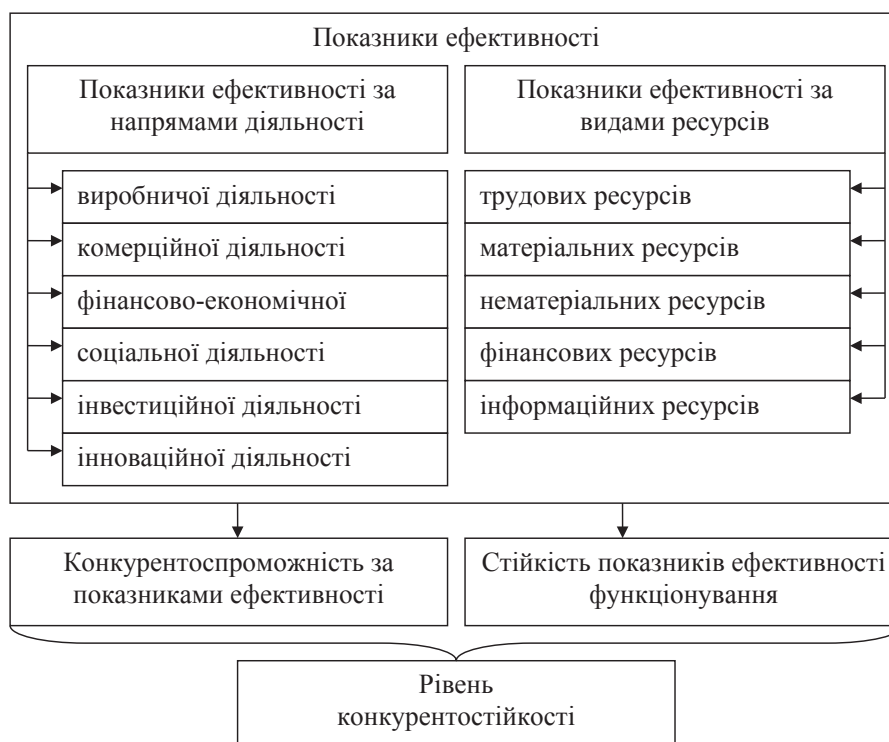 Показники ефективності
Показники ефективності за
напрямами діяльності
виробничої діяльності
комерційної діяльності
фінансово-економічної
соціальної діяльності
інвестиційної діяльності
інноваційної діяльності
Показники ефективності за
видами ресурсів
трудових ресурсів
матеріальних ресурсів
нематеріальних ресурсів
фінансових ресурсів
інформаційних ресурсів
Конкурентоспроможність за
показниками ефективності
Стійкість показників ефективності
функціонування
Рівень
конкурентостійкості